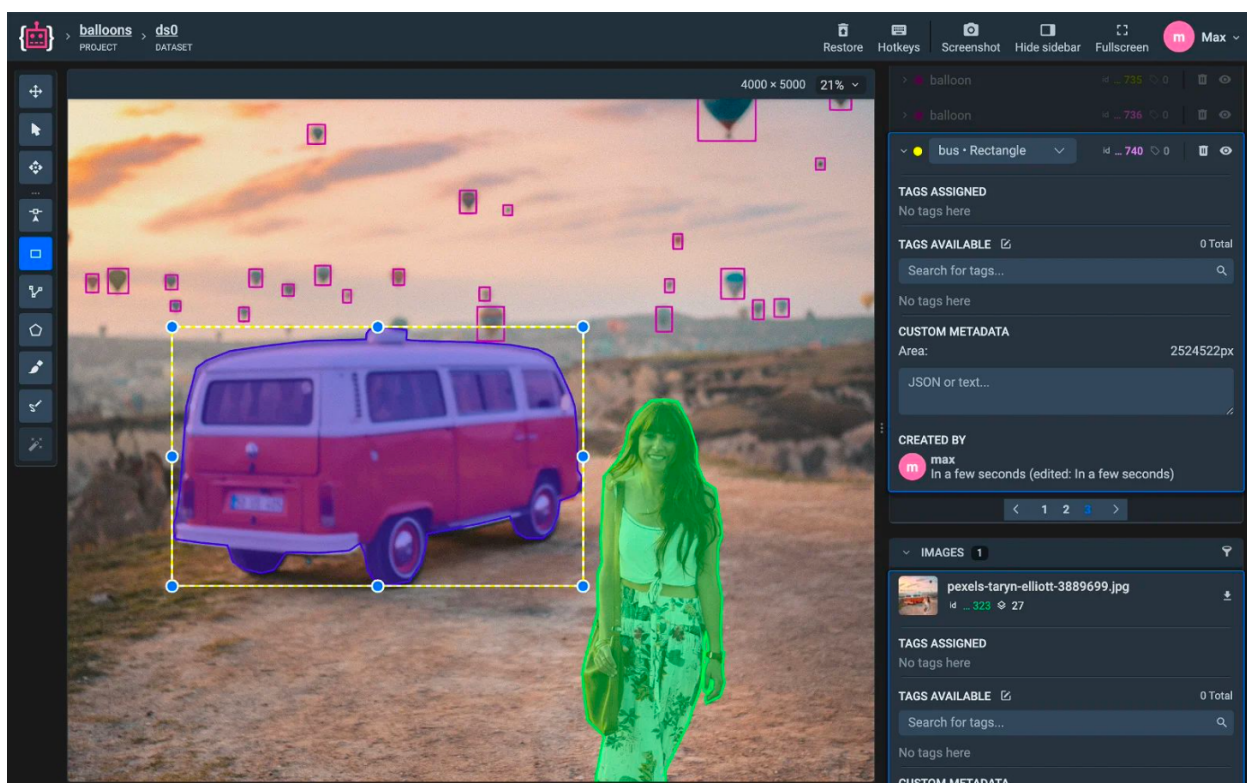 balloons
PROJECT
ds0
DATASET
Restore
Hotkeys
Screenshot
Hide sidebar
Fullscreen
m
Max
4000 × 5000
21%
balloon
id ... 735 0
balloon
id ... 736 0
bus • Rectangle
id ... 740 0
TAGS ASSIGNED
No tags here
TAGS AVAILABLE
0 Total
Search for tags...
No tags here
CUSTOM METADATA
Area:
2524522px
JSON or text...
CREATED BY
m
max
In a few seconds (edited: In a few seconds)
1 2 3
IMAGES 1
pexels-taryn-elliott-3889699.jpg
id ... 323 27
TAGS ASSIGNED
No tags here
TAGS AVAILABLE
0 Total
Search for tags...
No tags here
CUSTOM METADATA